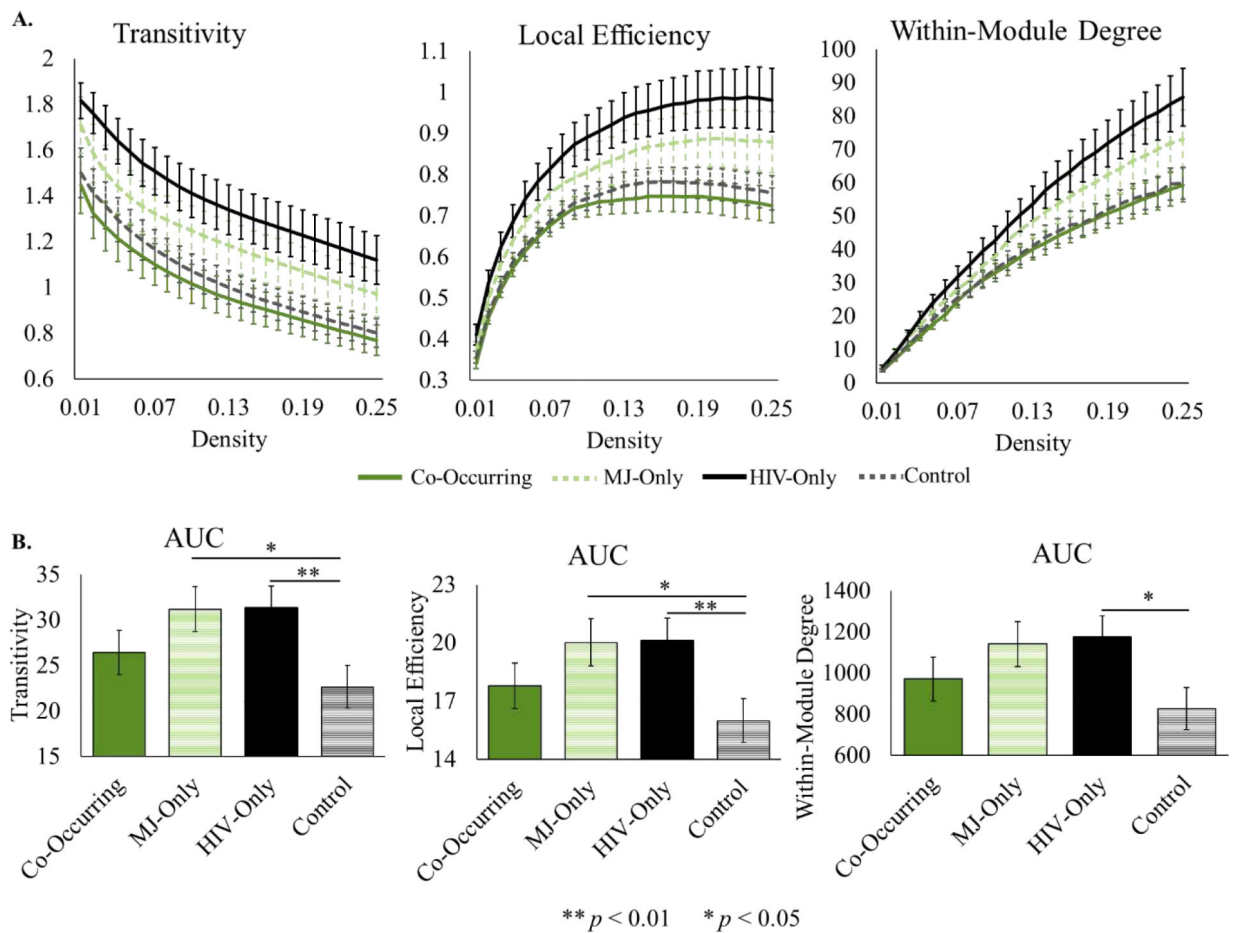 A.
Transitivity
Local Efficiency
Within-Module Degree
2
1.8
1.6
1.4
1.2
1
0.8
0.6
0.01 0.07 0.13 0.19 0.25
Density
1.1
1
0.9
0.8
0.7
0.6
0.5
0.4
0.3
0.01 0.07 0.13 0.19 0.25
Density
100
90
80
70
60
50
40
30
20
10
0
0.01 0.07 0.13 0.19 0.25
Density
Co-Occurring MJ-Only HIV-Only Control
B.
AUC
*
**
35
30
25
20
15
Transitivity
Co-Occurring
MJ-Only
HIV-Only
Control
AUC
*
**
23
20
17
14
Local Efficiency
Co-Occurring
MJ-Only
HIV-Only
Control
AUC
*
1400
1200
1000
800
600
Within-Module Degree
Co-Occurring
MJ-Only
HIV-Only
Control
** p < 0.01 * p < 0.05